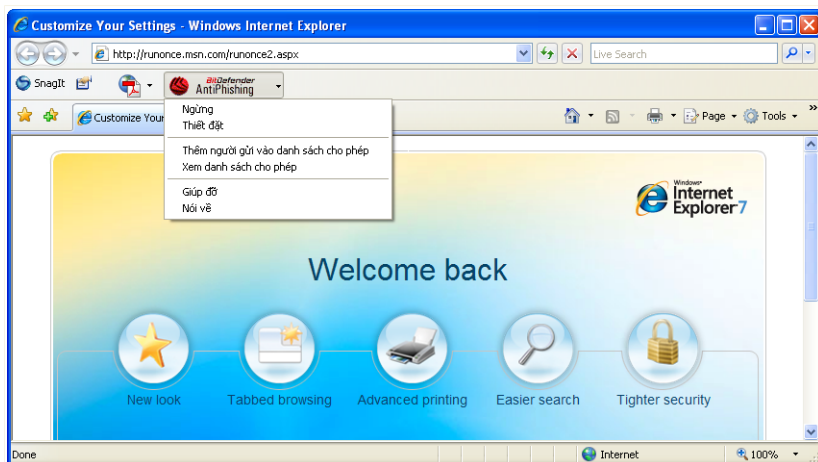 Customize Your Settings - Windows Internet Explorer
http://runonce.msn.com/runonce2.aspx
Live Search
SnagIt
BitDefender
AntiPhishing
Customize Your
Page
Tools
»
Ngừng
Thiết đặt
Thêm người gửi vào danh sách cho phép
Xem danh sách cho phép
Giúp đỡ
Nói về
Windows
Internet
Explorer 7
Welcome back
New look
Tabbed browsing
Advanced printing
Easier search
Tighter security
Done
Internet
100%